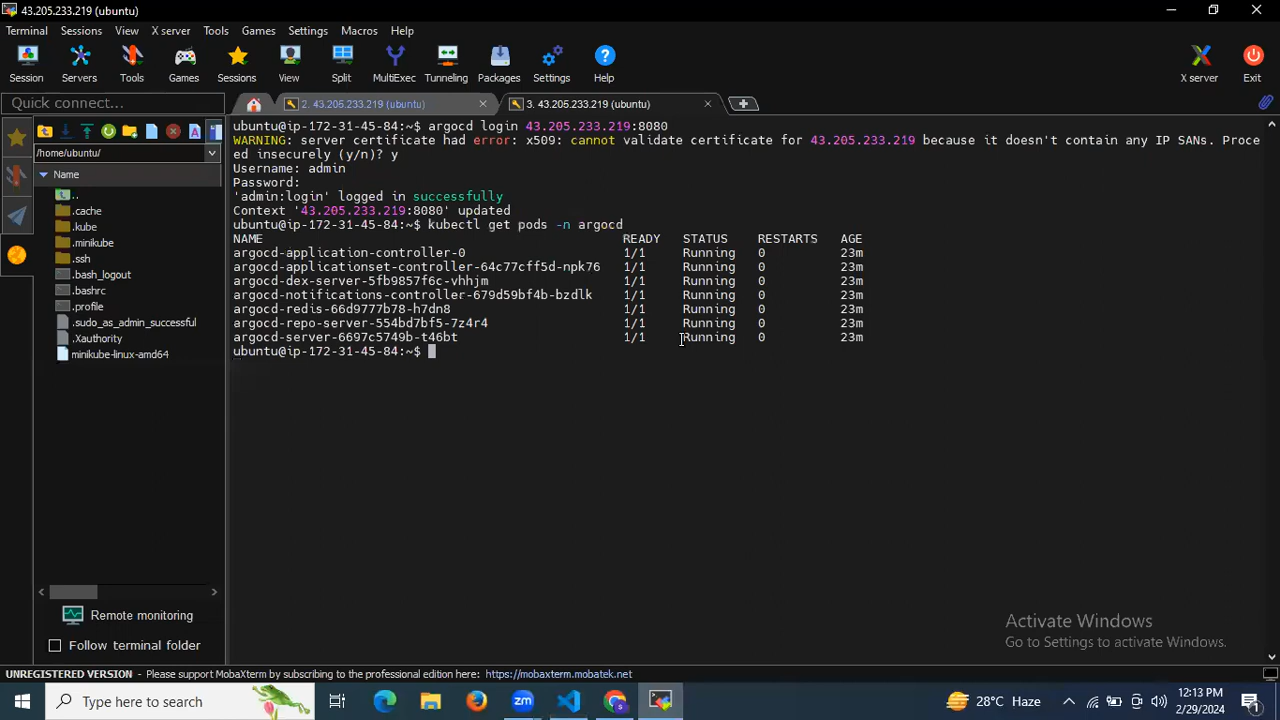 43.205.233.219 (ubuntu)
Terminal Sessions View X server Tools Games Settings Macros Help
Session Servers Tools Games Sessions View Split MultiExec Tunneling Packages Settings Help X server Exit
Quick connect...
2. 43.205.233.219 (ubuntu)
3. 43.205.233.219 (ubuntu)
/home/ubuntu/
Name
..
.cache
.kube
.minikube
.ssh
.bash_logout
.bashrc
.profile
.sudo_as_admin_successful
.Xauthority
minikube-linux-amd64
Remote monitoring
Follow terminal folder
ubuntu@ip-172-31-45-84:~$ argocd login 43.205.233.219:8080
WARNING: server certificate had error: x509: cannot validate certificate for 43.205.233.219 because it doesn't contain any IP SANs. Proce
ed insecurely (y/n)? y
Username: admin
Password:
'admin:login' logged in successfully
Context '43.205.233.219:8080' updated
ubuntu@ip-172-31-45-84:~$ kubectl get pods -n argocd
NAME READY STATUS RESTARTS AGE
argocd-application-controller-0 1/1 Running 0 23m
argocd-applicationset-controller-64c77cff5d-npk76 1/1 Running 0 23m
argocd-dex-server-5fb9857f6c-vhhjm 1/1 Running 0 23m
argocd-notifications-controller-679d59bf4b-bzdlk 1/1 Running 0 23m
argocd-redis-66d9777b78-h7dn8 1/1 Running 0 23m
argocd-repo-server-554bd7bf5-7z4r4 1/1 Running 0 23m
argocd-server-6697c5749b-t46bt 1/1 Running 0 23m
ubuntu@ip-172-31-45-84:~$
Activate Windows
Go to Settings to activate Windows.
UNREGISTERED VERSION - Please support MobaXterm by subscribing to the professional edition here: https://mobaxterm.mobatek.net
Type here to search
zm
28°C Haze
12:13 PM
2/29/2024
1